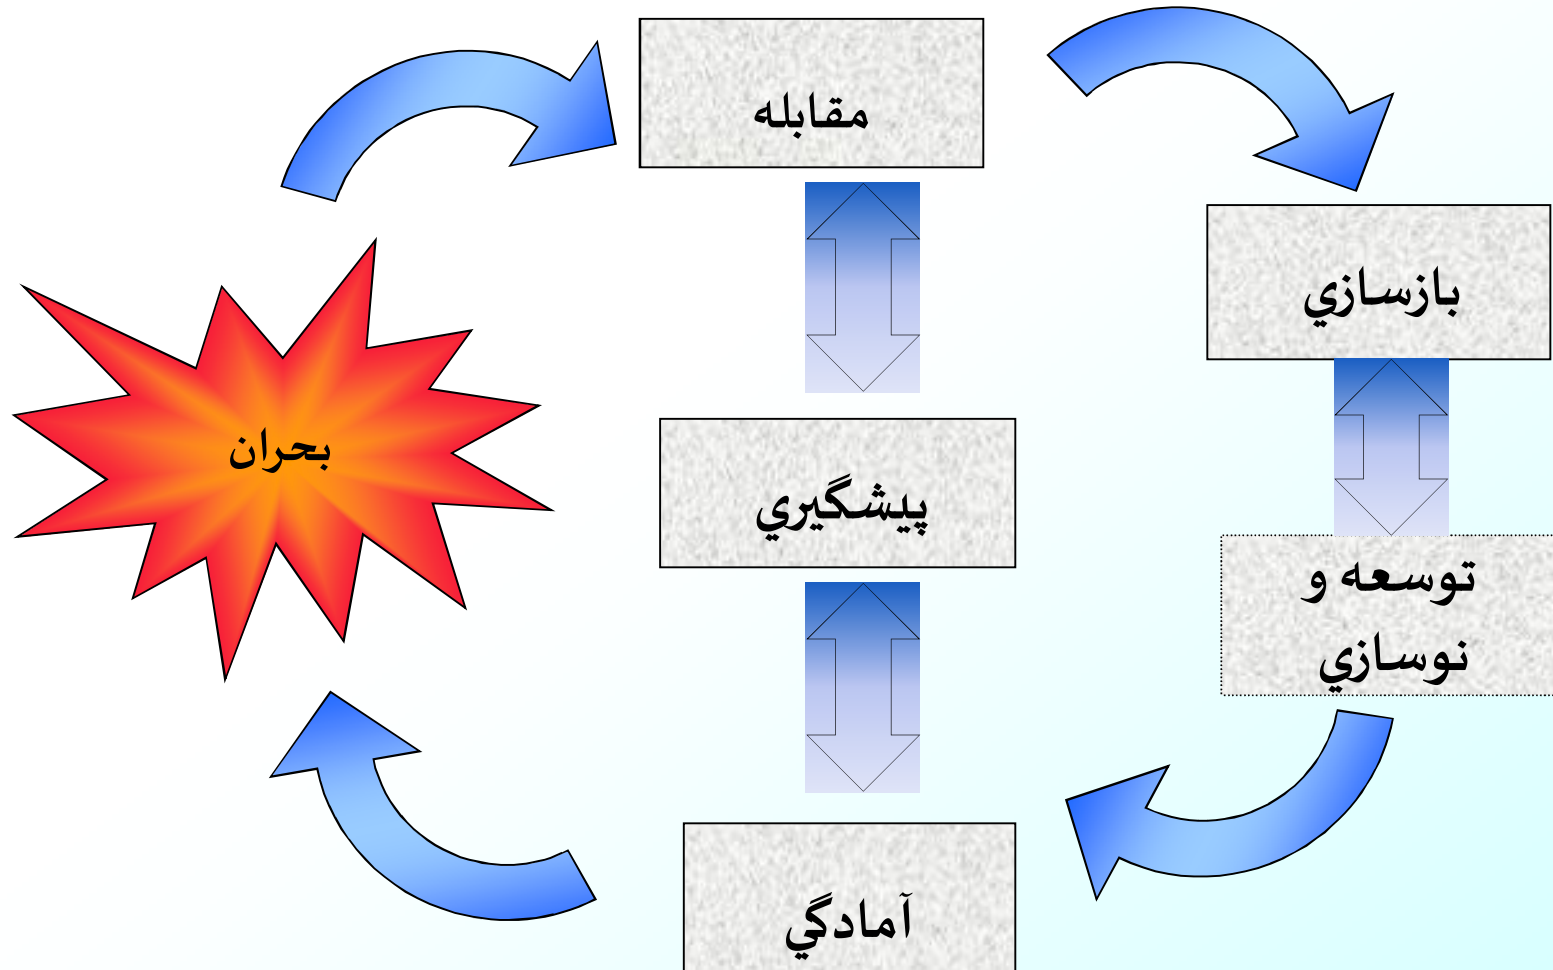 مقابله
بازسازي
بحران
پيشگيري
توسعه و
نوسازي
آمادگي